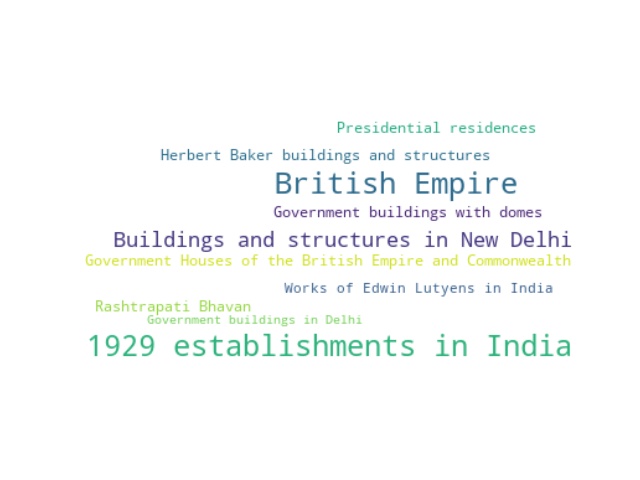 Presidential residences
Herbert Baker buildings and structures
British Empire
Government buildings with domes
Buildings and structures in New Delhi
Government Houses of the British Empire and Commonwealth
Works of Edwin Lutyens in India
Rashtrapati Bhavan
Government buildings in Delhi
1929 establishments in India